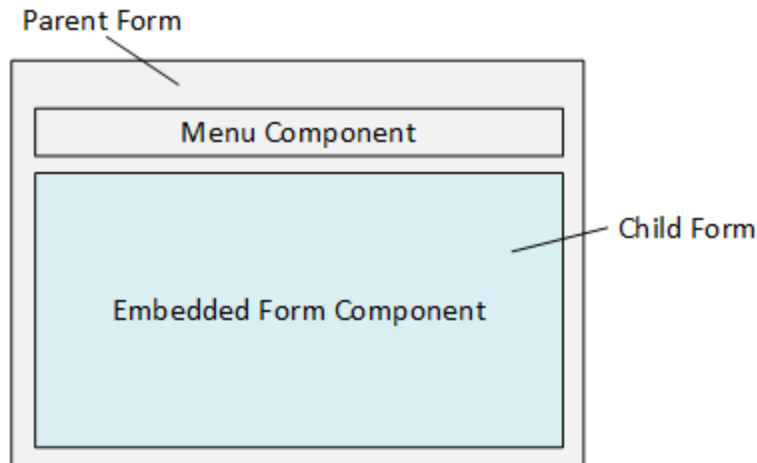 Parent Form
Menu Component
Child Form
Embedded Form Component